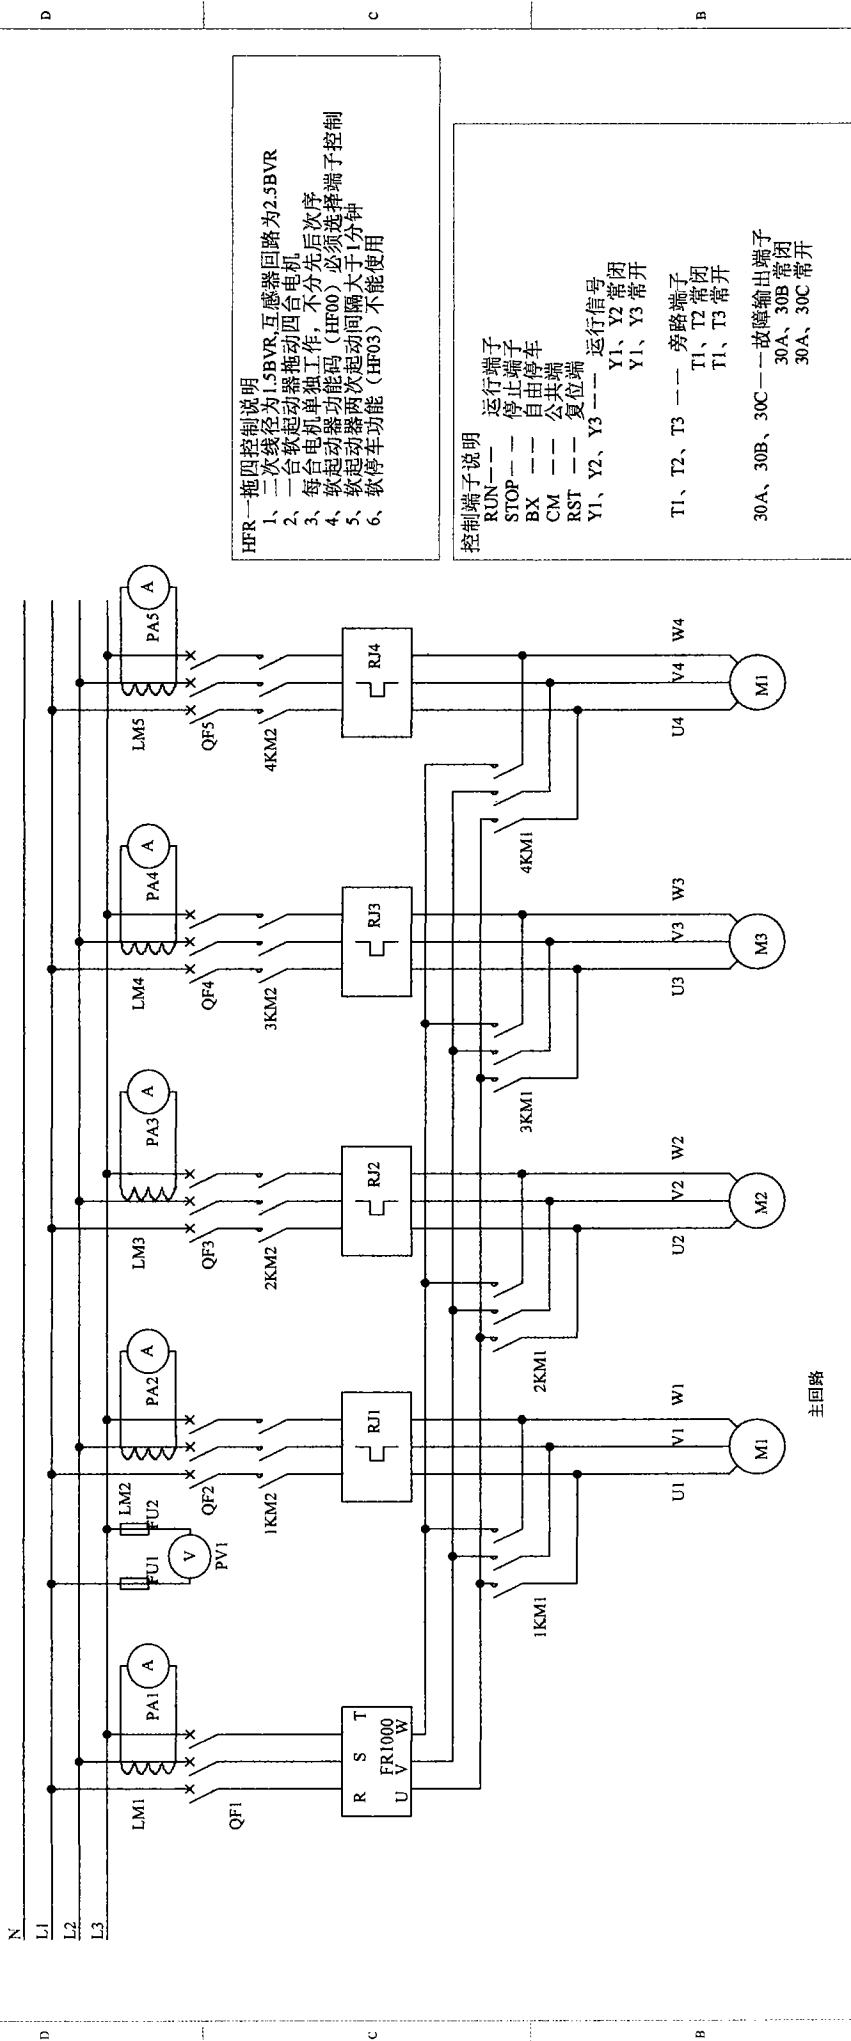 D
C
B
N
L1
L2
L3
LM1
PA1
A
QF1
R S T
FR1000
U V W
FU1
FU2
V
PV1
LM2
PA2
A
QF2
1KM2
RJ1
1KM1
U1
V1
W1
M1
LM3
PA3
A
QF3
2KM2
RJ2
2KM1
U2
V2
W2
M2
LM4
PA4
A
QF4
3KM2
RJ3
3KM1
U3
V3
W3
M3
LM5
PA5
A
QF5
4KM2
RJ4
4KM1
U4
V4
W4
M1
主回路
HFR一拖四控制说明
1、二次线径为1.5BVR,互感器回路为2.5BVR
2、一台软起动器拖动四台电机
3、每台电机单独工作，不分先后次序
4、软起动器功能码（HF00）必须选择端子控制
5、软起动器两次起动间隔大于1分钟
6、软停车功能（HF03）不能使用
控制端子说明
RUN—— 运行端子
STOP—— 停止端子
BX —— 自由停车
CM —— 公共端
RST —— 复位端
Y1、Y2、Y3 —— 运行信号
Y1、Y2 常闭
Y1、Y3 常开
T1、T2、T3 —— 旁路端子
T1、T2 常闭
T1、T3 常开
30A、30B、30C——故障输出端子
30A、30B 常闭
30A、30C 常开
D
C
B